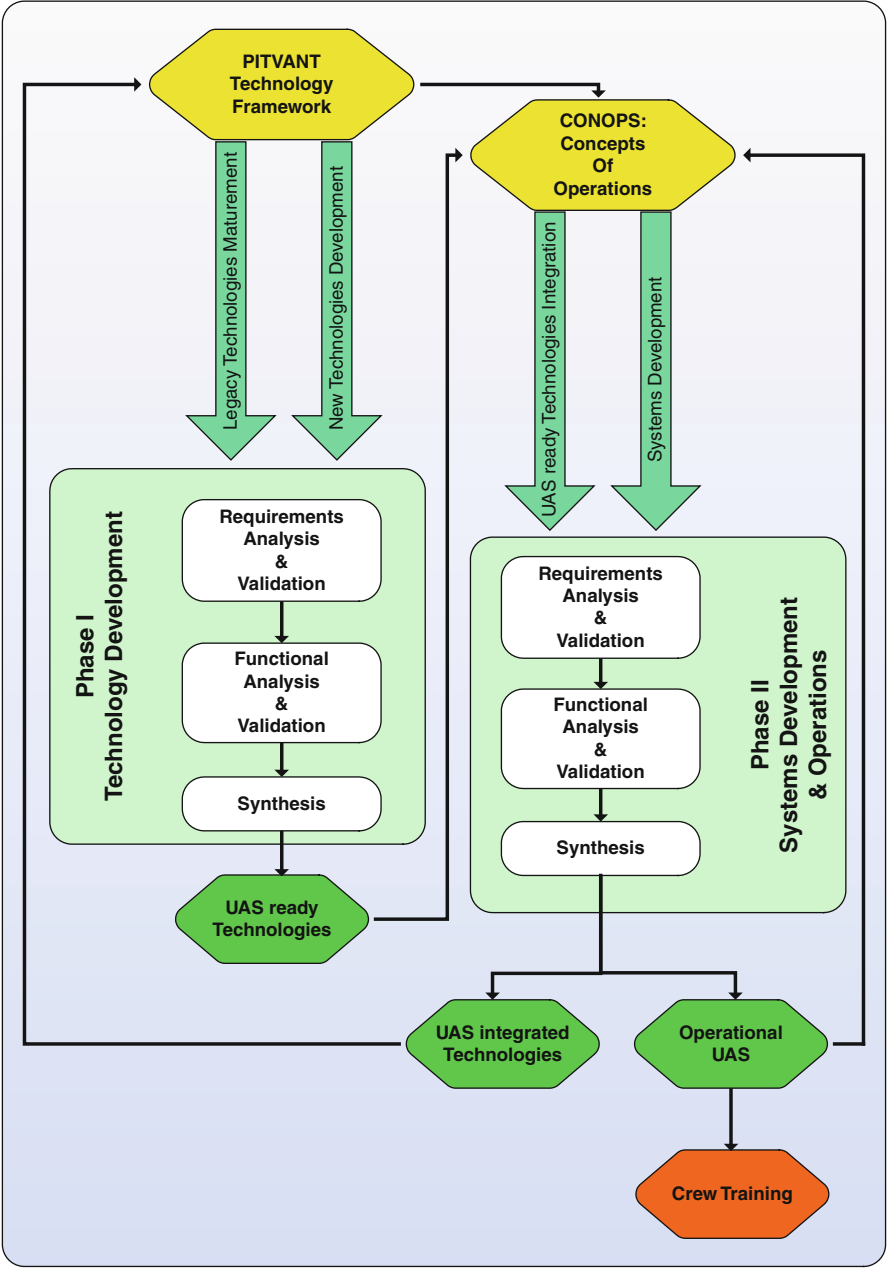 PITVANT
Technology
Framework
CONOPS:
Concepts
Of
Operations
Legacy Technologies Maturement
New Technologies Development
UAS ready Technologies Integration
Systems Development
Phase I
Technology Development
Requirements
Analysis
&
Validation
Functional
Analysis
&
Validation
Synthesis
UAS ready
Technologies
Requirements
Analysis
&
Validation
Functional
Analysis
&
Validation
Synthesis
Phase II
Systems Development
& Operations
UAS integrated
Technologies
Operational
UAS
Crew Training